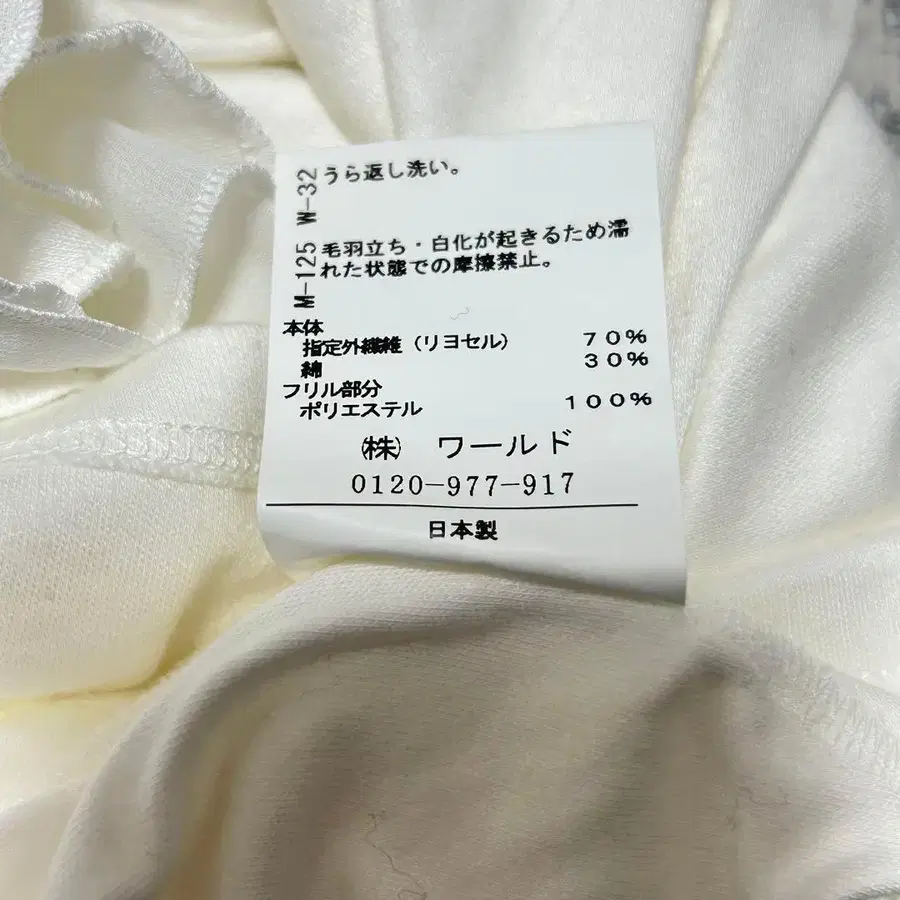 W-32
うら返し洗い。
M-125
毛羽立ち・白化が起きるため濡
れた状態での摩擦禁止。
本体
指定外繊維（リヨセル） 70%
綿 30%
フリル部分
ポリエステル 100%
㈱ ワールド
0120-977-917
日本製